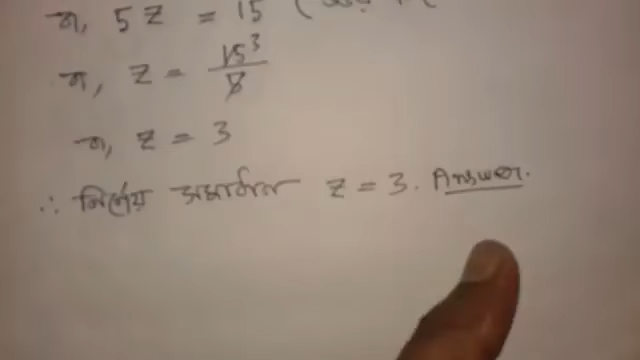 বা, 5z = 15 (
বা, z = 15³/5
বা, z = 3
∴ নির্ণেয় সমাধান z = 3. Answer.